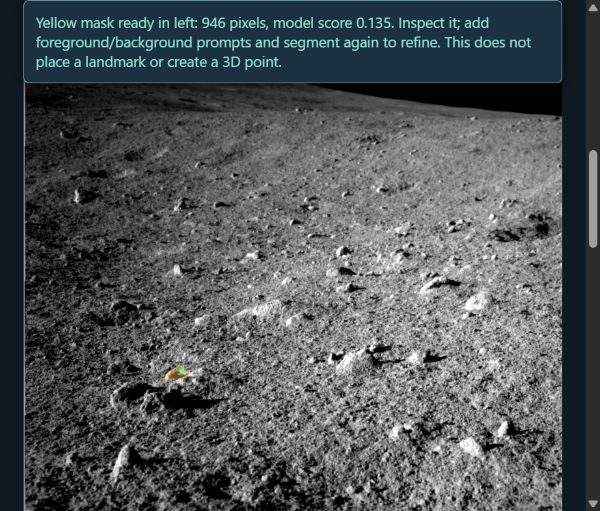 Yellow mask ready in left: 946 pixels, model score 0.135. Inspect it; add
foreground/background prompts and segment again to refine. This does not
place a landmark or create a 3D point.